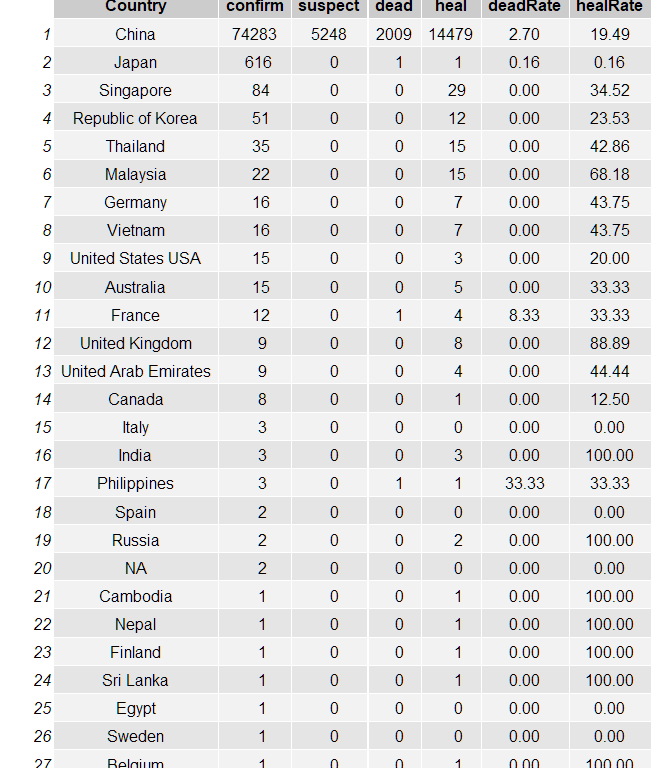 Country confirm suspect dead heal deadRate healRate
1 China 74283 5248 2009 14479 2.70 19.49
2 Japan 616 0 1 1 0.16 0.16
3 Singapore 84 0 0 29 0.00 34.52
4 Republic of Korea 51 0 0 12 0.00 23.53
5 Thailand 35 0 0 15 0.00 42.86
6 Malaysia 22 0 0 15 0.00 68.18
7 Germany 16 0 0 7 0.00 43.75
8 Vietnam 16 0 0 7 0.00 43.75
9 United States USA 15 0 0 3 0.00 20.00
10 Australia 15 0 0 5 0.00 33.33
11 France 12 0 1 4 8.33 33.33
12 United Kingdom 9 0 0 8 0.00 88.89
13 United Arab Emirates 9 0 0 4 0.00 44.44
14 Canada 8 0 0 1 0.00 12.50
15 Italy 3 0 0 0 0.00 0.00
16 India 3 0 0 3 0.00 100.00
17 Philippines 3 0 1 1 33.33 33.33
18 Spain 2 0 0 0 0.00 0.00
19 Russia 2 0 0 2 0.00 100.00
20 NA 2 0 0 0 0.00 0.00
21 Cambodia 1 0 0 1 0.00 100.00
22 Nepal 1 0 0 1 0.00 100.00
23 Finland 1 0 0 1 0.00 100.00
24 Sri Lanka 1 0 0 1 0.00 100.00
25 Egypt 1 0 0 0 0.00 0.00
26 Sweden 1 0 0 0 0.00 0.00
27 Belgium 1 0 0 1 0.00 100.00